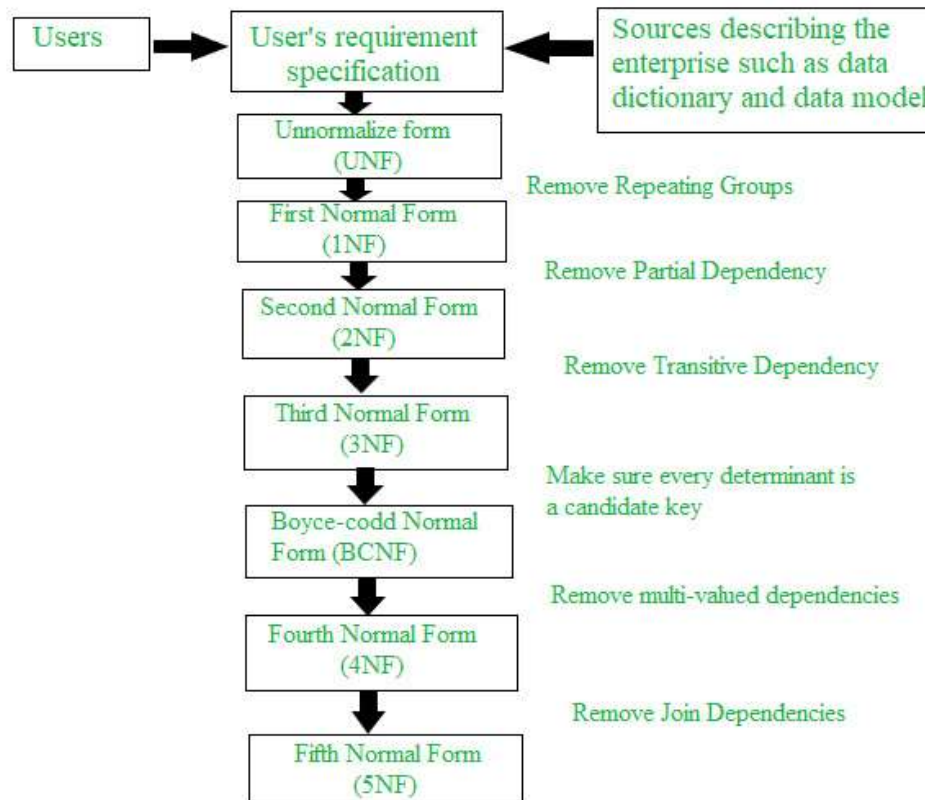 Users
User's requirement
specification
Sources describing the
enterprise such as data
dictionary and data model
Unnormalize form
(UNF)
Remove Repeating Groups
First Normal Form
(1NF)
Remove Partial Dependency
Second Normal Form
(2NF)
Remove Transitive Dependency
Third Normal Form
(3NF)
Make sure every determinant is
a candidate key
Boyce-codd Normal
Form (BCNF)
Remove multi-valued dependencies
Fourth Normal Form
(4NF)
Remove Join Dependencies
Fifth Normal Form
(5NF)